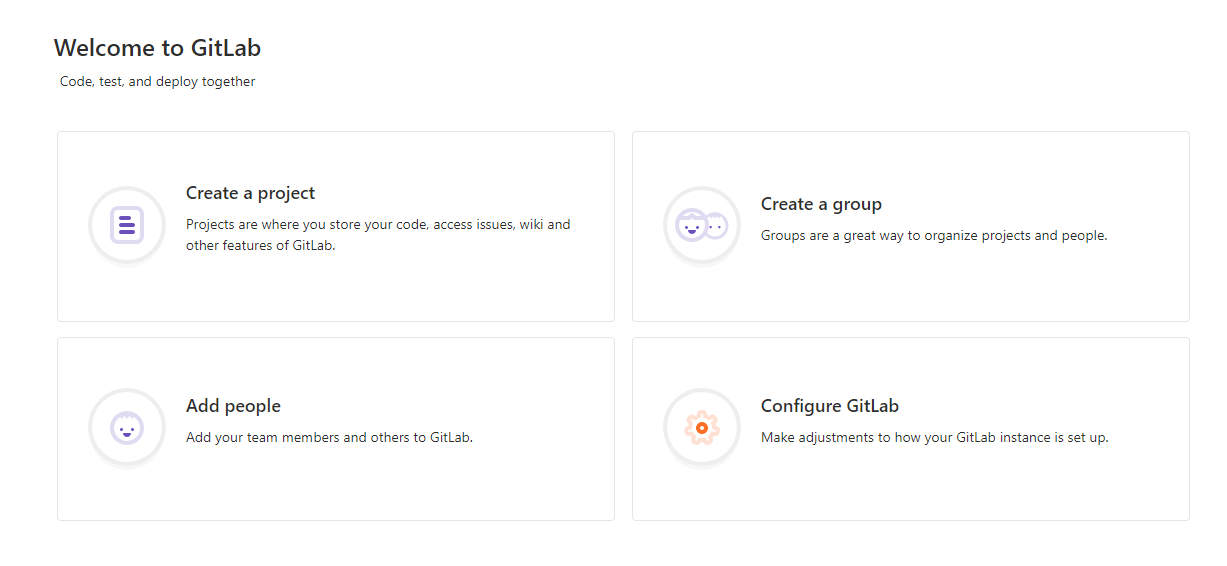 Welcome to GitLab
Code, test, and deploy together
Create a project
Projects are where you store your code, access issues, wiki and
other features of GitLab.
Create a group
Groups are a great way to organize projects and people.
Add people
Add your team members and others to GitLab.
Configure GitLab
Make adjustments to how your GitLab instance is set up.